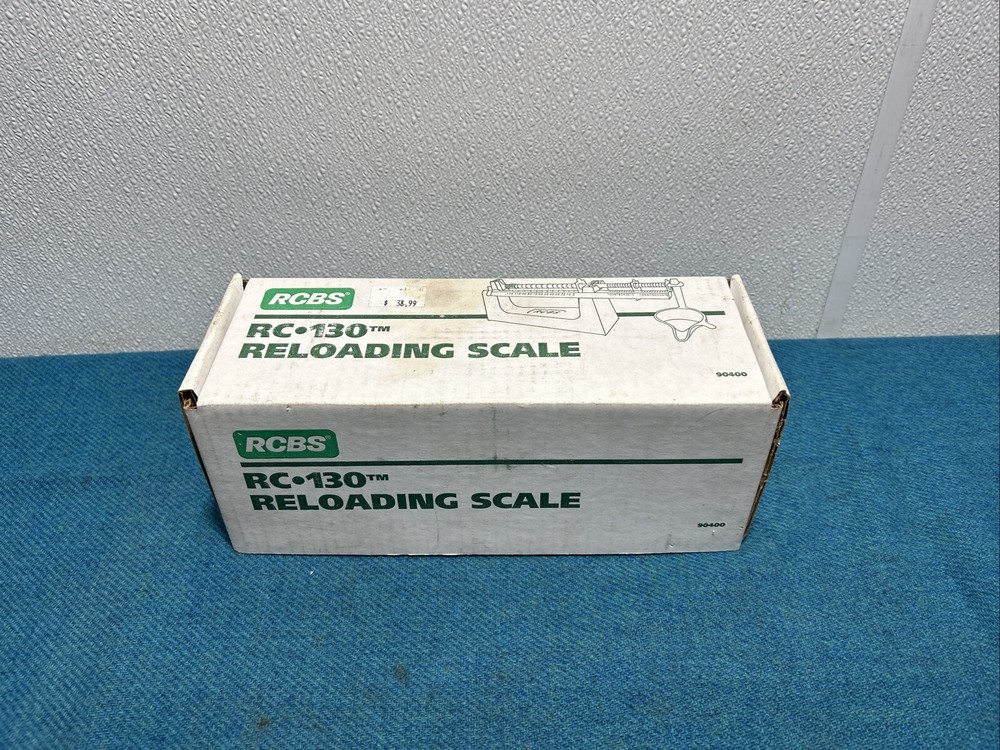 RCBS®
$ 38.99
RC•130™
RELOADING SCALE
90400
RCBS®
RC•130™
RELOADING SCALE
90400